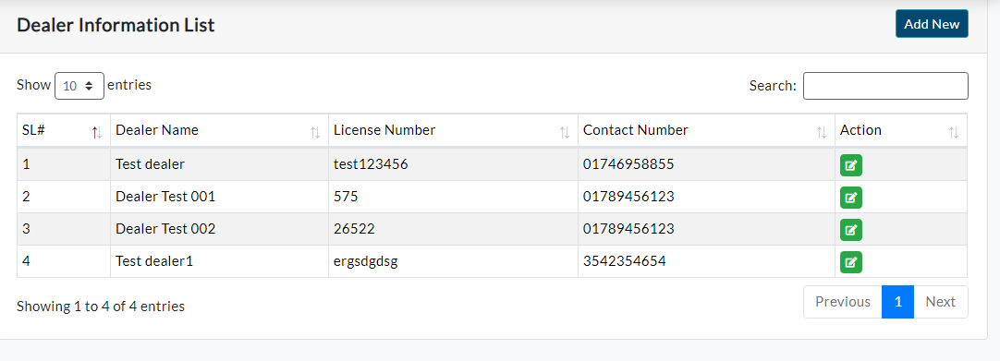 Dealer Information List
Add New
Show 10 entries
Search:
SL# Dealer Name License Number Contact Number Action
1 Test dealer test123456 01746958855
2 Dealer Test 001 575 01789456123
3 Dealer Test 002 26522 01789456123
4 Test dealer1 ergsdgdsg 3542354654
Showing 1 to 4 of 4 entries
Previous 1 Next